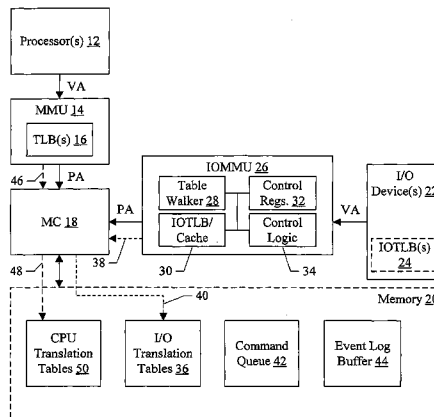 Processor(s) 12
VA
MMU 14
TLB(s) 16
46
PA
IOMMU 26
I/O
Device(s) 22
Table
Walker 28
Control
Regs. 32
MC 18
PA
VA
IOTLB/
Cache
Control
Logic
IOTLB(s)
24
48
38
30
34
40
Memory 20
CPU
Translation
Tables 50
I/O
Translation
Tables 36
Command
Queue 42
Event Log
Buffer 44